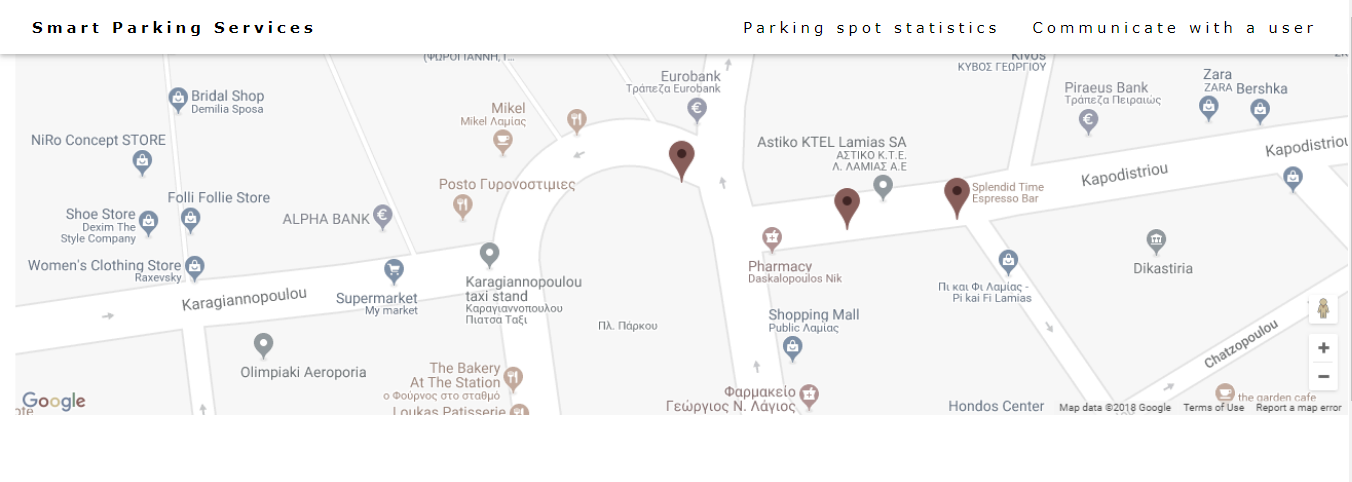 Smart Parking Services
Parking spot statistics
Communicate with a user
Eurobank
Τράπεζα Eurobank
Kivos
ΚΥΒΟΣ ΓΕΩΡΓΙΟΥ
Zara
ZARA
Bershka
Piraeus Bank
Τράπεζα Πειραιώς
Bridal Shop
Demilia Sposa
Mikel
Mikel Λαμίας
NiRo Concept STORE
Astiko KTEL Lamias SA
ΑΣΤΙΚΟ Κ.Τ.Ε.
Λ. ΛΑΜΙΑΣ Α.Ε
Kapodistriou
Kapodistriou
Posto Γυρονοστιμιες
Splendid Time
Espresso Bar
Folli Follie Store
Shoe Store
Dexim The
Style Company
ALPHA BANK
Women's Clothing Store
Raxevsky
Karagiannopoulou
Supermarket
My market
Karagiannopoulou
taxi stand
Καραγιαννοπουλου
Πιατσα Ταξι
Pharmacy
Daskalopoulos Nik
Dikastiria
Πι και Φι Λαμίας -
Pi kai Fi Lamias
Πλ. Πάρκου
Shopping Mall
Public Λαμίας
Chatzopoulou
Olimpiaki Aeroporia
The Bakery
At The Station
ο Φούρνος στο σταθμό
Loukas Patisserie
Φαρμακείο
Γεώργιος Ν. Λάγιος
Hondos Center
the garden cafe
Google
Map data ©2018 Google
Terms of Use
Report a map error